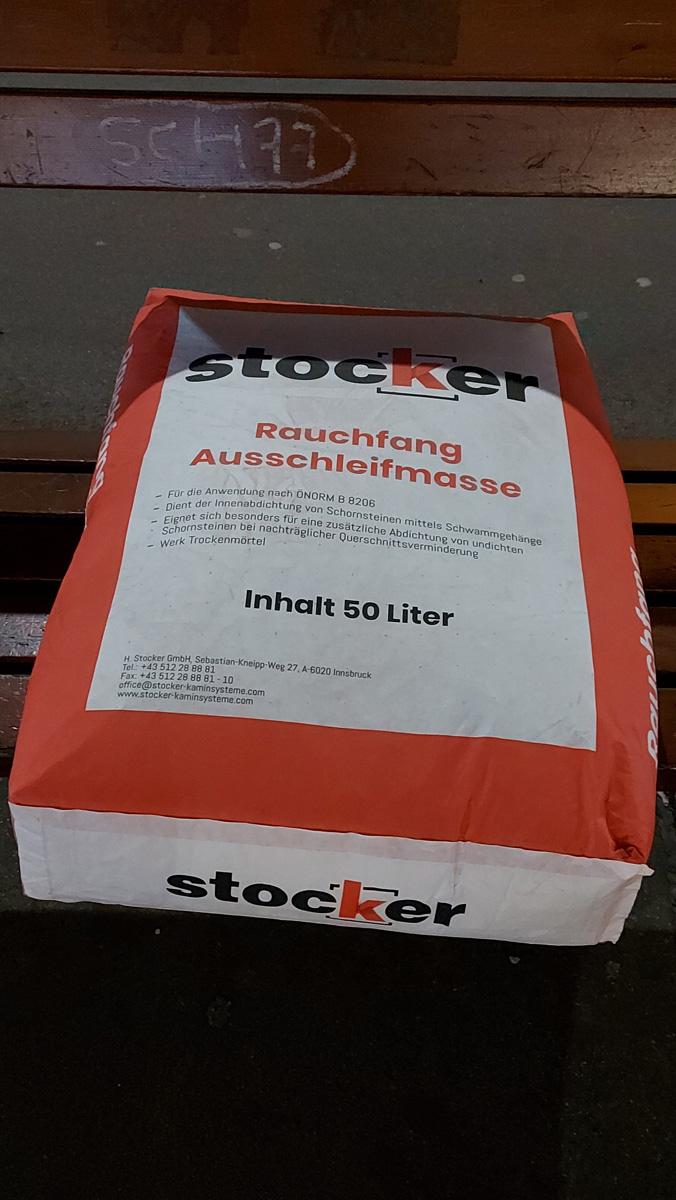 SCH77
stocker
Rauchfang
Ausschleifmasse
– Für die Anwendung nach ÖNORM B 8206
– Dient der Innenabdichtung von Schornsteinen mittels Schwammgehänge
– Eignet sich besonders für eine zusätzliche Abdichtung von undichten
Schornsteinen bei nachträglicher Querschnittsverminderung
– Werk Trockenmörtel
Inhalt 50 Liter
H. Stocker GmbH, Sebastian-Kneipp-Weg 27, A-6020 Innsbruck
Tel.: +43 512 28 88 81
Fax: +43 512 28 88 81 - 10
office@stocker-kaminsysteme.com
www.stocker-kaminsysteme.com
Rauchfang
Rauchfang
stocker